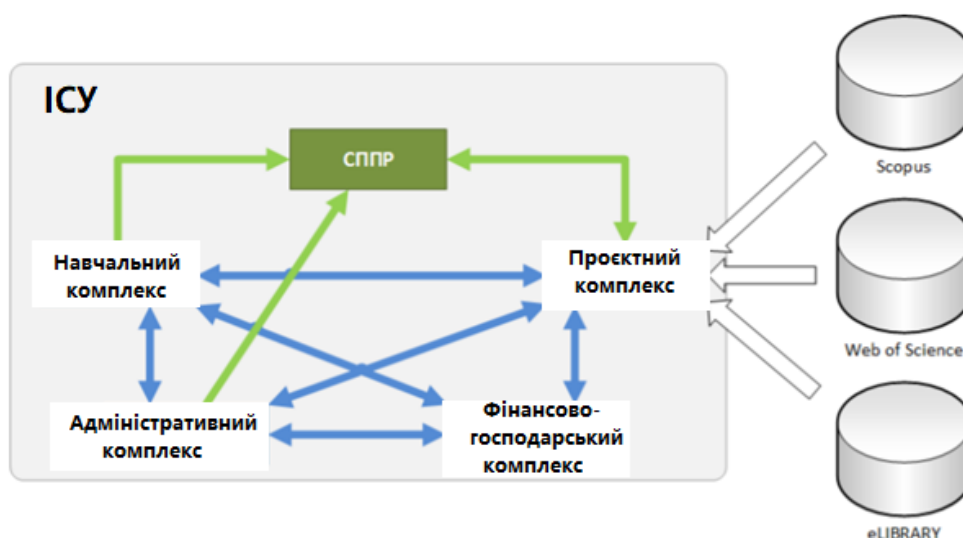 ІСУ
СППР
Scopus
Навчальний
комплекс
Проєктний
комплекс
Web of Science
Адміністративний
комплекс
Фінансово-
господарський
комплекс
eLIBRARY